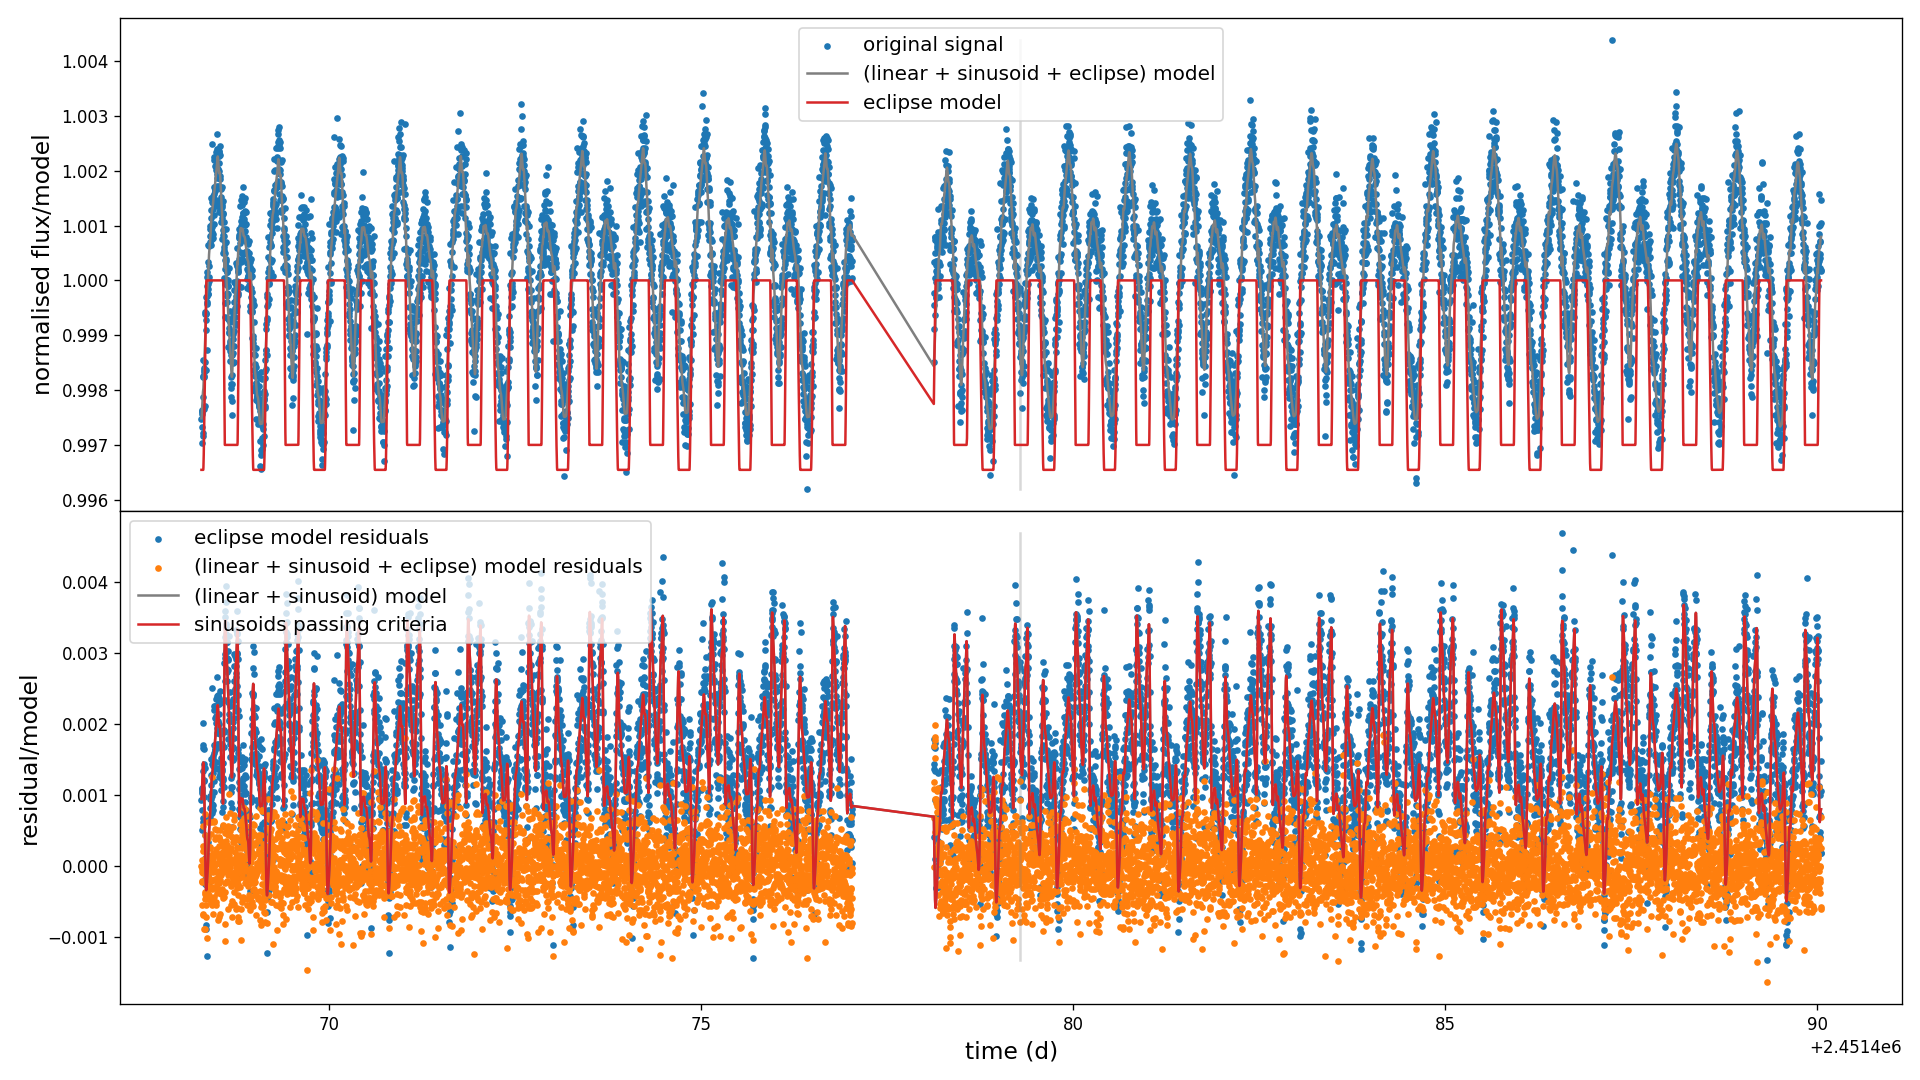 original signal
(linear + sinusoid + eclipse) model
eclipse model
normalised flux/model
1.004
1.003
1.002
1.001
1.000
0.999
0.998
0.997
0.996
eclipse model residuals
(linear + sinusoid + eclipse) model residuals
(linear + sinusoid) model
sinusoids passing criteria
residual/model
0.004
0.003
0.002
0.001
0.000
−0.001
70 75 80 85 90
time (d)
+2.4514e6